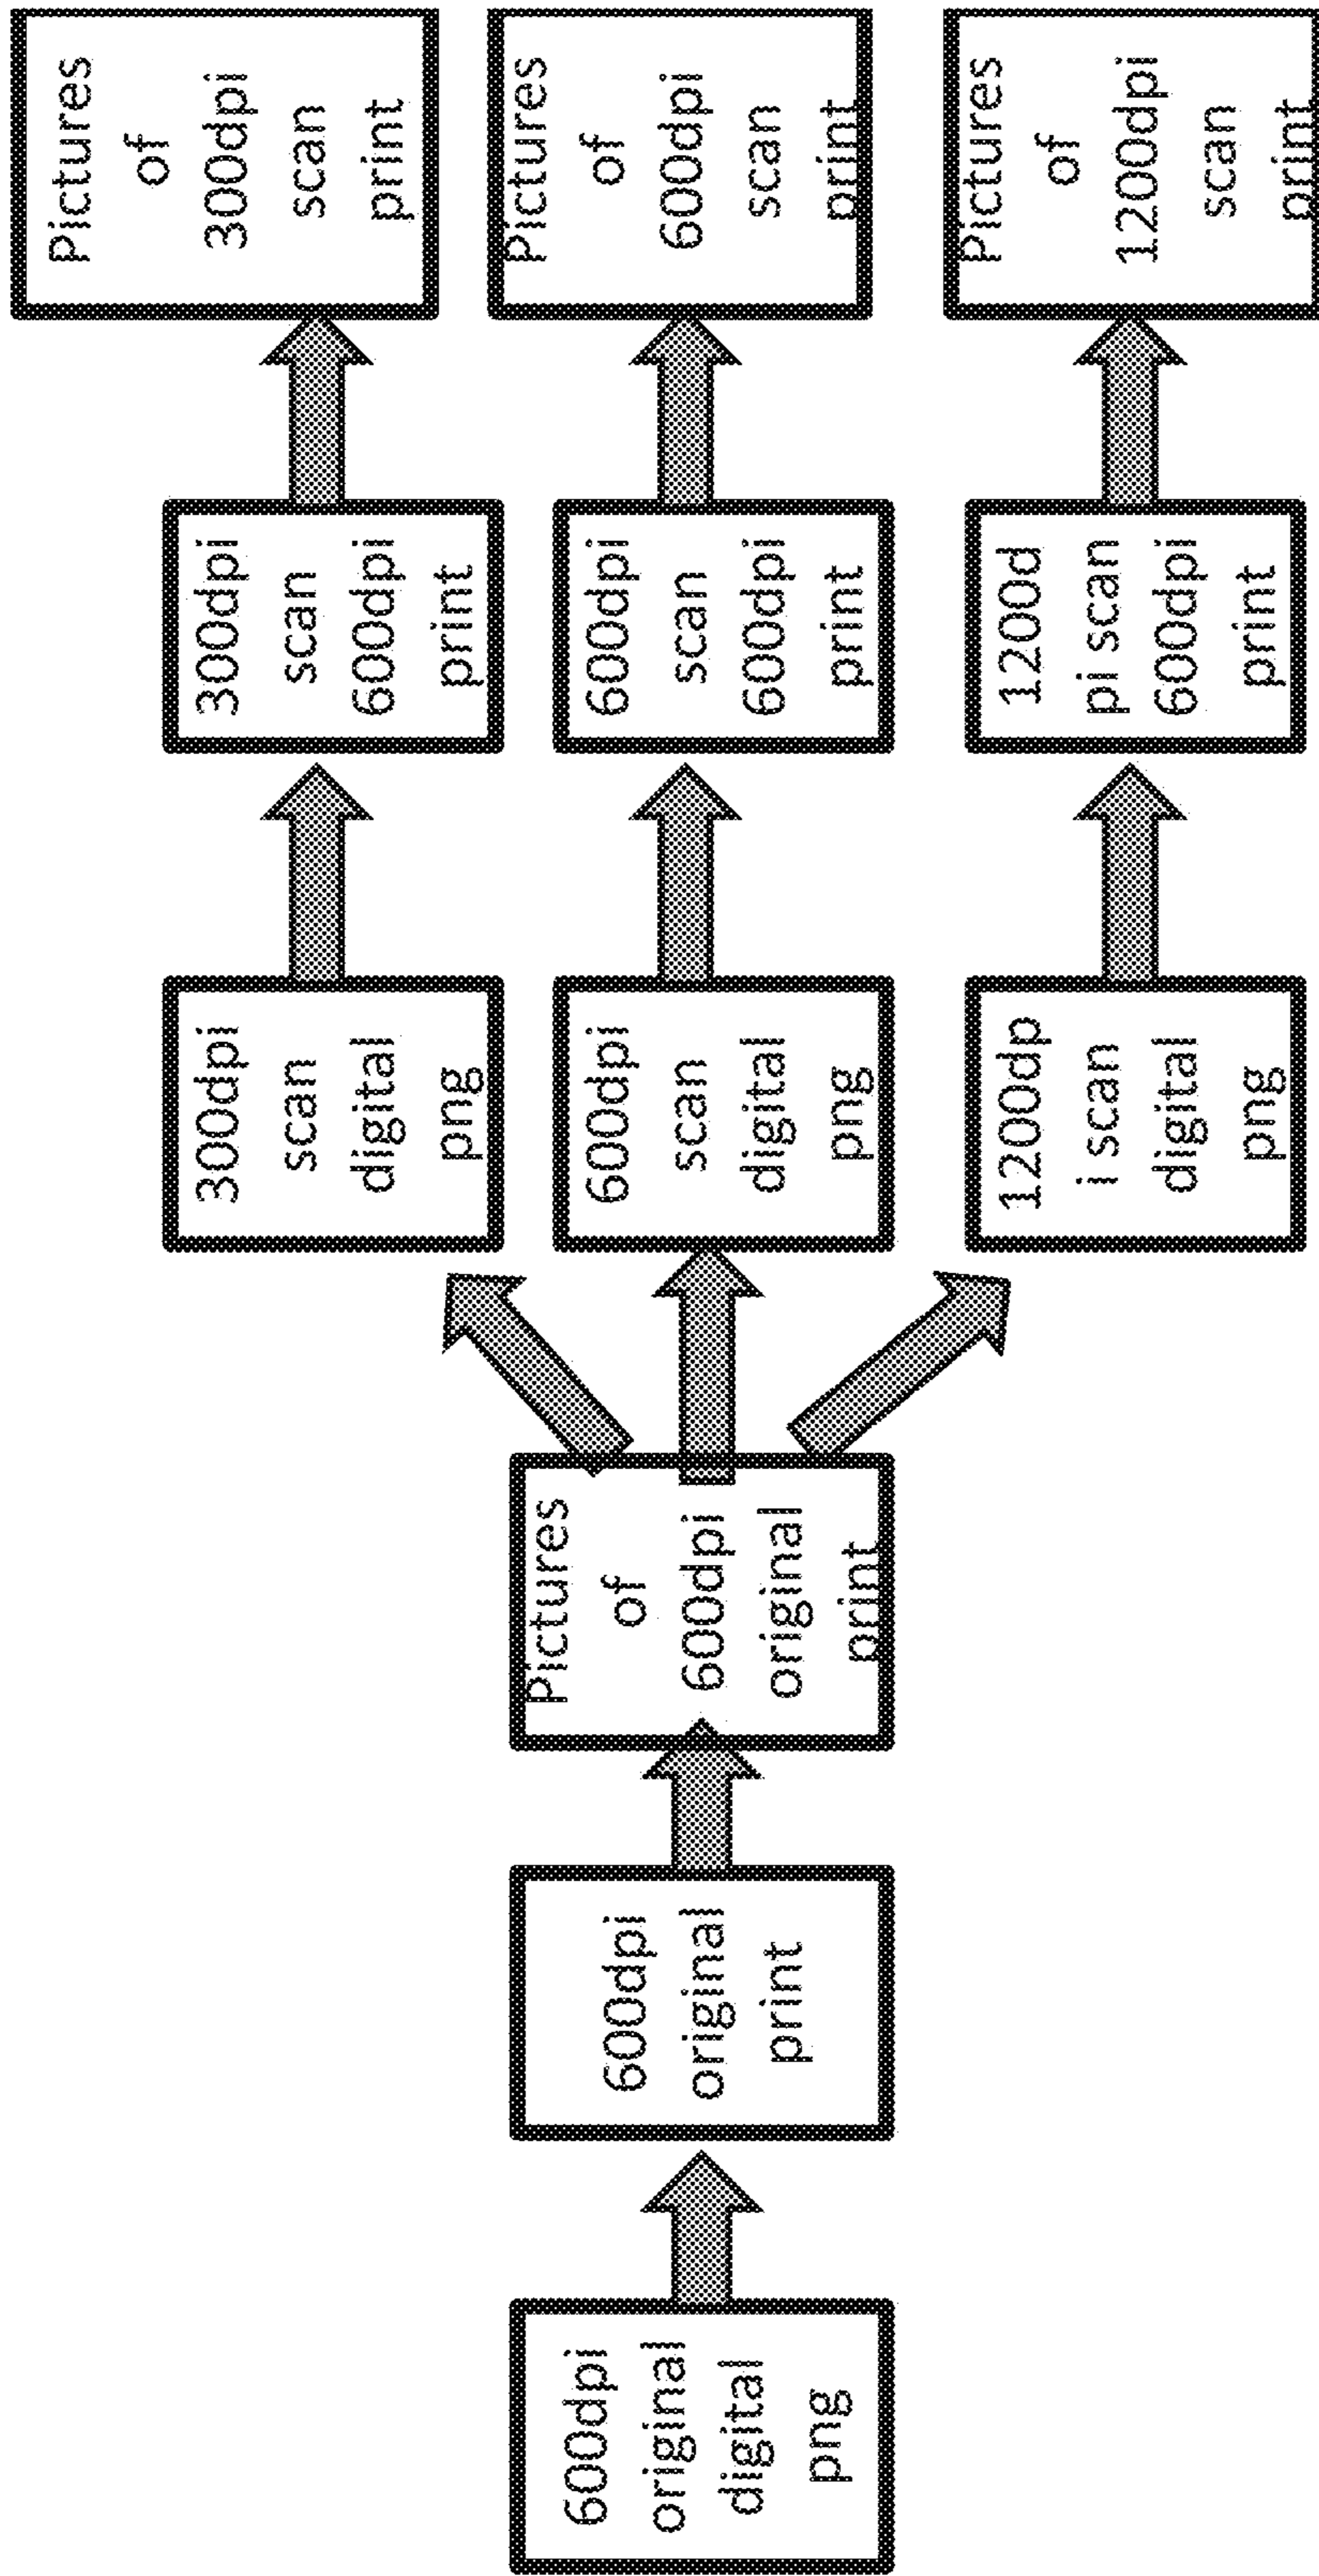 600dpi
original
digital
png
600dpi
original
print
Pictures
of
600dpi
original
print
300dpi
scan
digital
png
300dpi
scan
600dpi
print
Pictures
of
300dpi
scan
print
600dpi
scan
digital
png
600dpi
scan
600dpi
print
Pictures
of
600dpi
scan
print
1200dp
i scan
digital
png
1200d
pi scan
600dpi
print
Pictures
of
1200dpi
scan
print